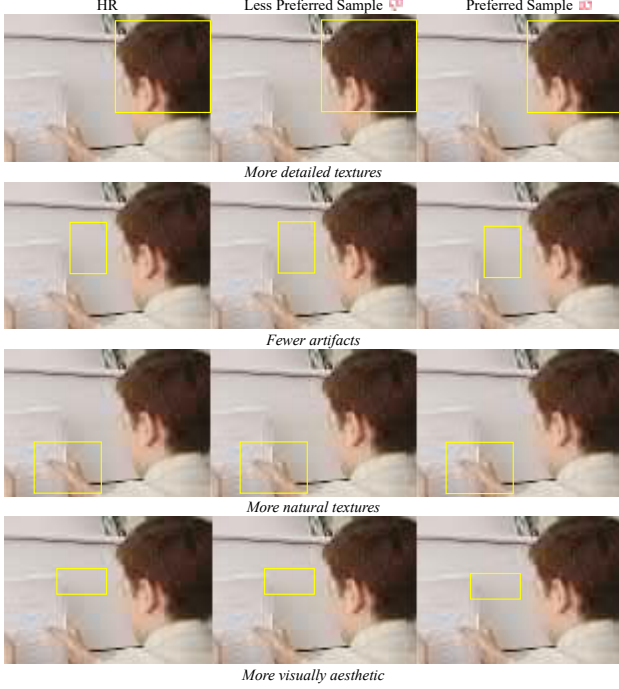 HR Less Preferred Sample Preferred Sample
More detailed textures
Fewer artifacts
More natural textures
More visually aesthetic